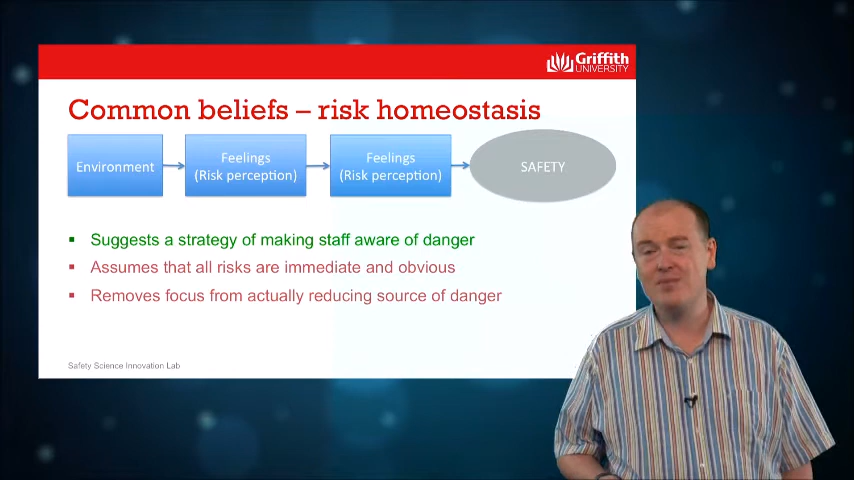 Griffith
UNIVERSITY
Common beliefs – risk homeostasis
Environment
Feelings
(Risk perception)
Feelings
(Risk perception)
SAFETY
Suggests a strategy of making staff aware of danger
Assumes that all risks are immediate and obvious
Removes focus from actually reducing source of danger
Safety Science Innovation Lab